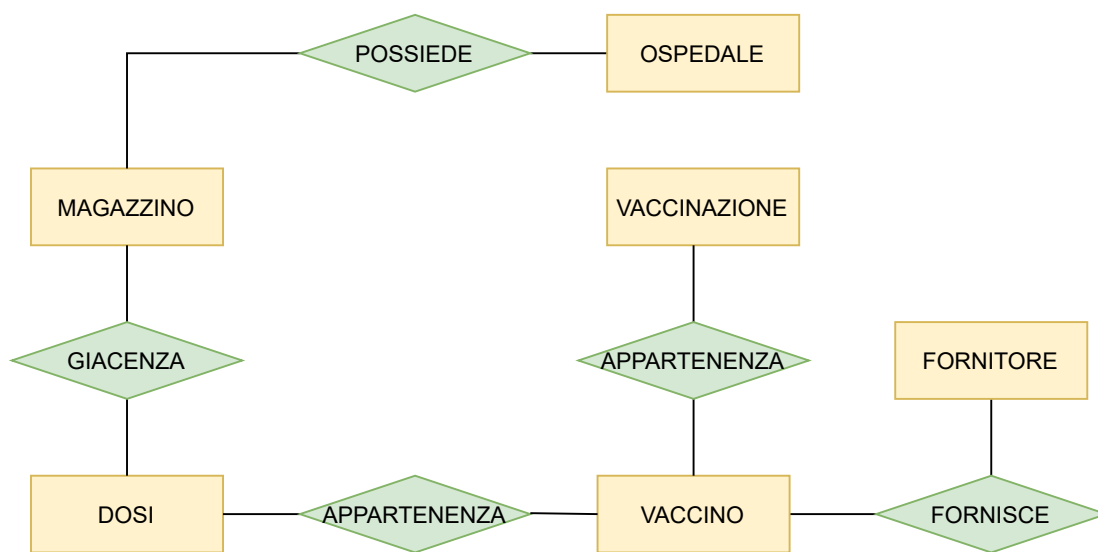 POSSIEDE
OSPEDALE
MAGAZZINO
VACCINAZIONE
GIACENZA
APPARTENENZA
FORNITORE
DOSI
APPARTENENZA
VACCINO
FORNISCE